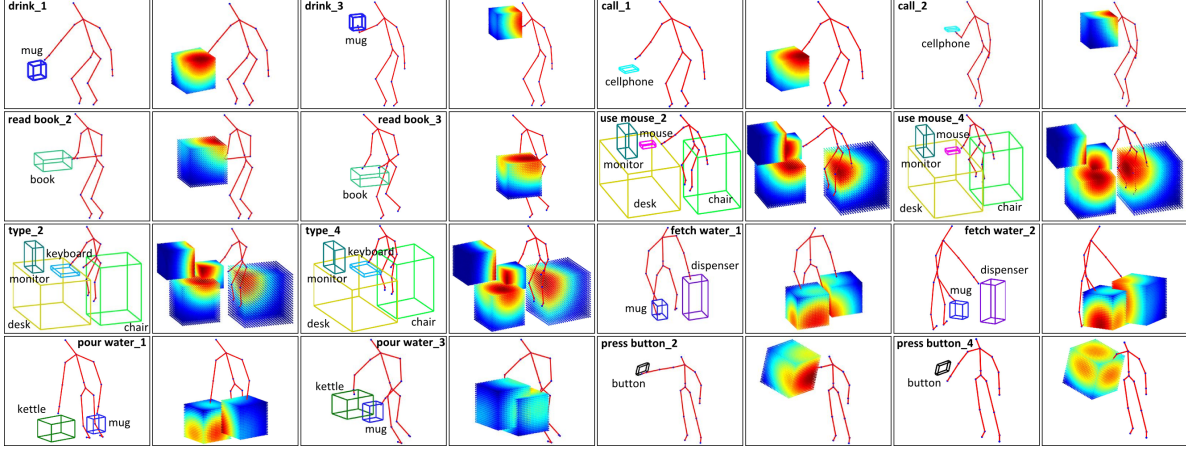 drink_1
mug
drink_3
mug
call_1
cellphone
call_2
cellphone
read book_2
book
read book_3
book
use mouse_2
mouse
monitor
desk
chair
use mouse_4
mouse
monitor
desk
chair
type_2
keyboard
monitor
desk
chair
type_4
keyboard
monitor
desk
chair
fetch water_1
dispenser
mug
fetch water_2
dispenser
mug
pour water_1
kettle
mug
pour water_3
kettle
mug
press button_2
button
press button_4
button